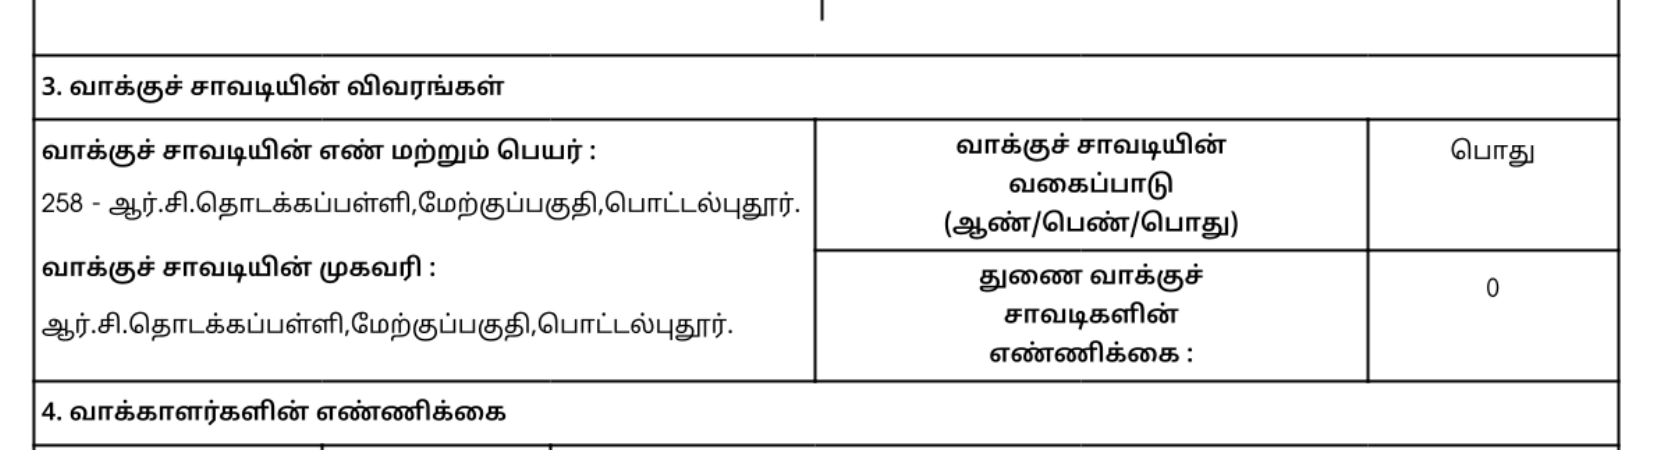 3. வாக்குச் சாவடியின் விவரங்கள்
வாக்குச் சாவடியின் எண் மற்றும் பெயர் :
258 - ஆர்.சி.தொடக்கப்பள்ளி,மேற்குப்பகுதி,பொட்டல்புதூர்.
வாக்குச் சாவடியின் முகவரி :
ஆர்.சி.தொடக்கப்பள்ளி,மேற்குப்பகுதி,பொட்டல்புதூர்.
வாக்குச் சாவடியின்
வகைப்பாடு
(ஆண்/பெண்/பொது)
பொது
துணை வாக்குச்
சாவடிகளின்
எண்ணிக்கை :
0
4. வாக்காளர்களின் எண்ணிக்கை